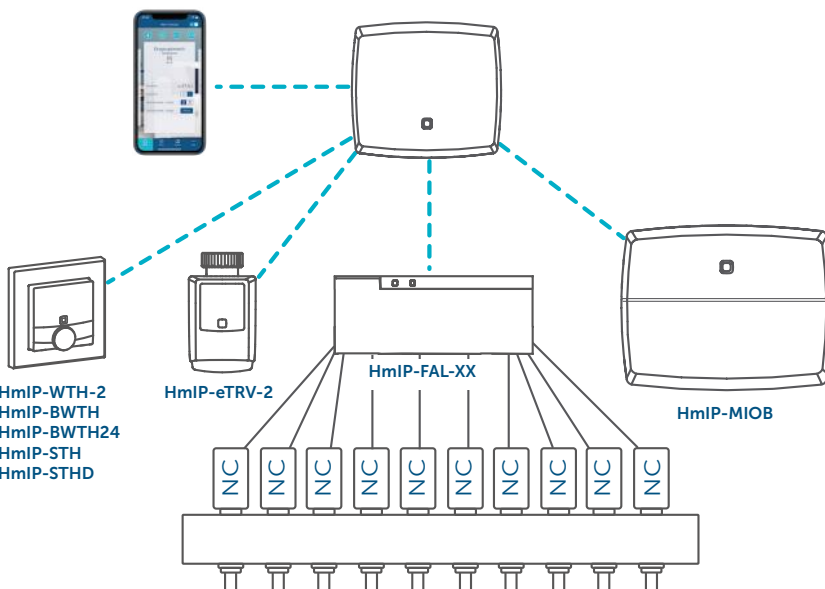 HmIP-WTH-2
HmIP-BWTH
HmIP-BWTH24
HmIP-STH
HmIP-STHD
HmIP-eTRV-2
HmIP-FAL-XX
HmIP-MIOB
NC
NC
NC
NC
NC
NC
NC
NC
NC
NC